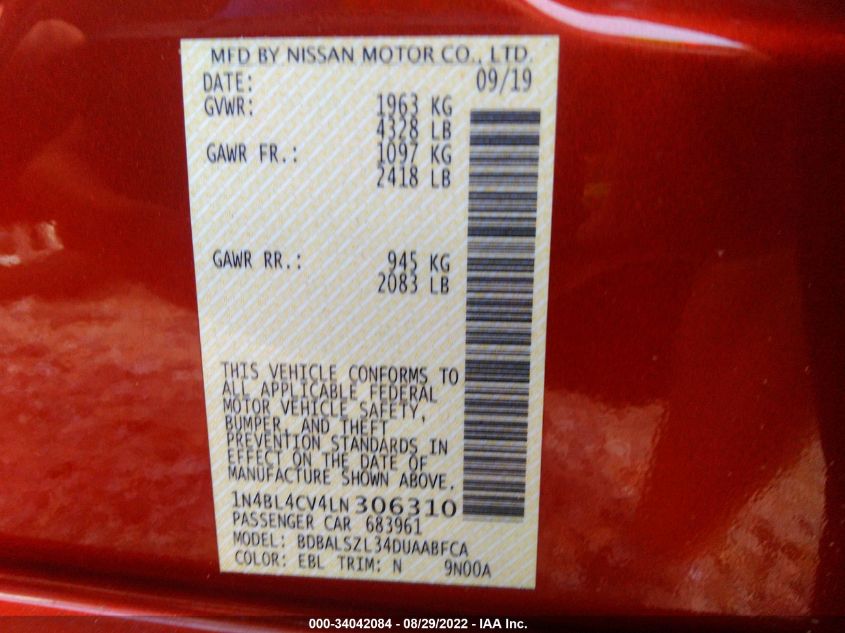 MFD BY NISSAN MOTOR CO., LTD.
DATE: 09/19
GVWR: 1963 KG
4328 LB
GAWR FR.: 1097 KG
2418 LB
GAWR RR.: 945 KG
2083 LB
THIS VEHICLE CONFORMS TO
ALL APPLICABLE FEDERAL
MOTOR VEHICLE SAFETY,
BUMPER, AND THEFT
PREVENTION STANDARDS IN
EFFECT ON THE DATE OF
MANUFACTURE SHOWN ABOVE.
1N4BL4CV4LN306310
PASSENGER CAR 683961
MODEL: BDBALSZL34DUAABFCA
COLOR: EBL TRIM: N 9N00A
000-34042084 - 08/29/2022 - IAA Inc.